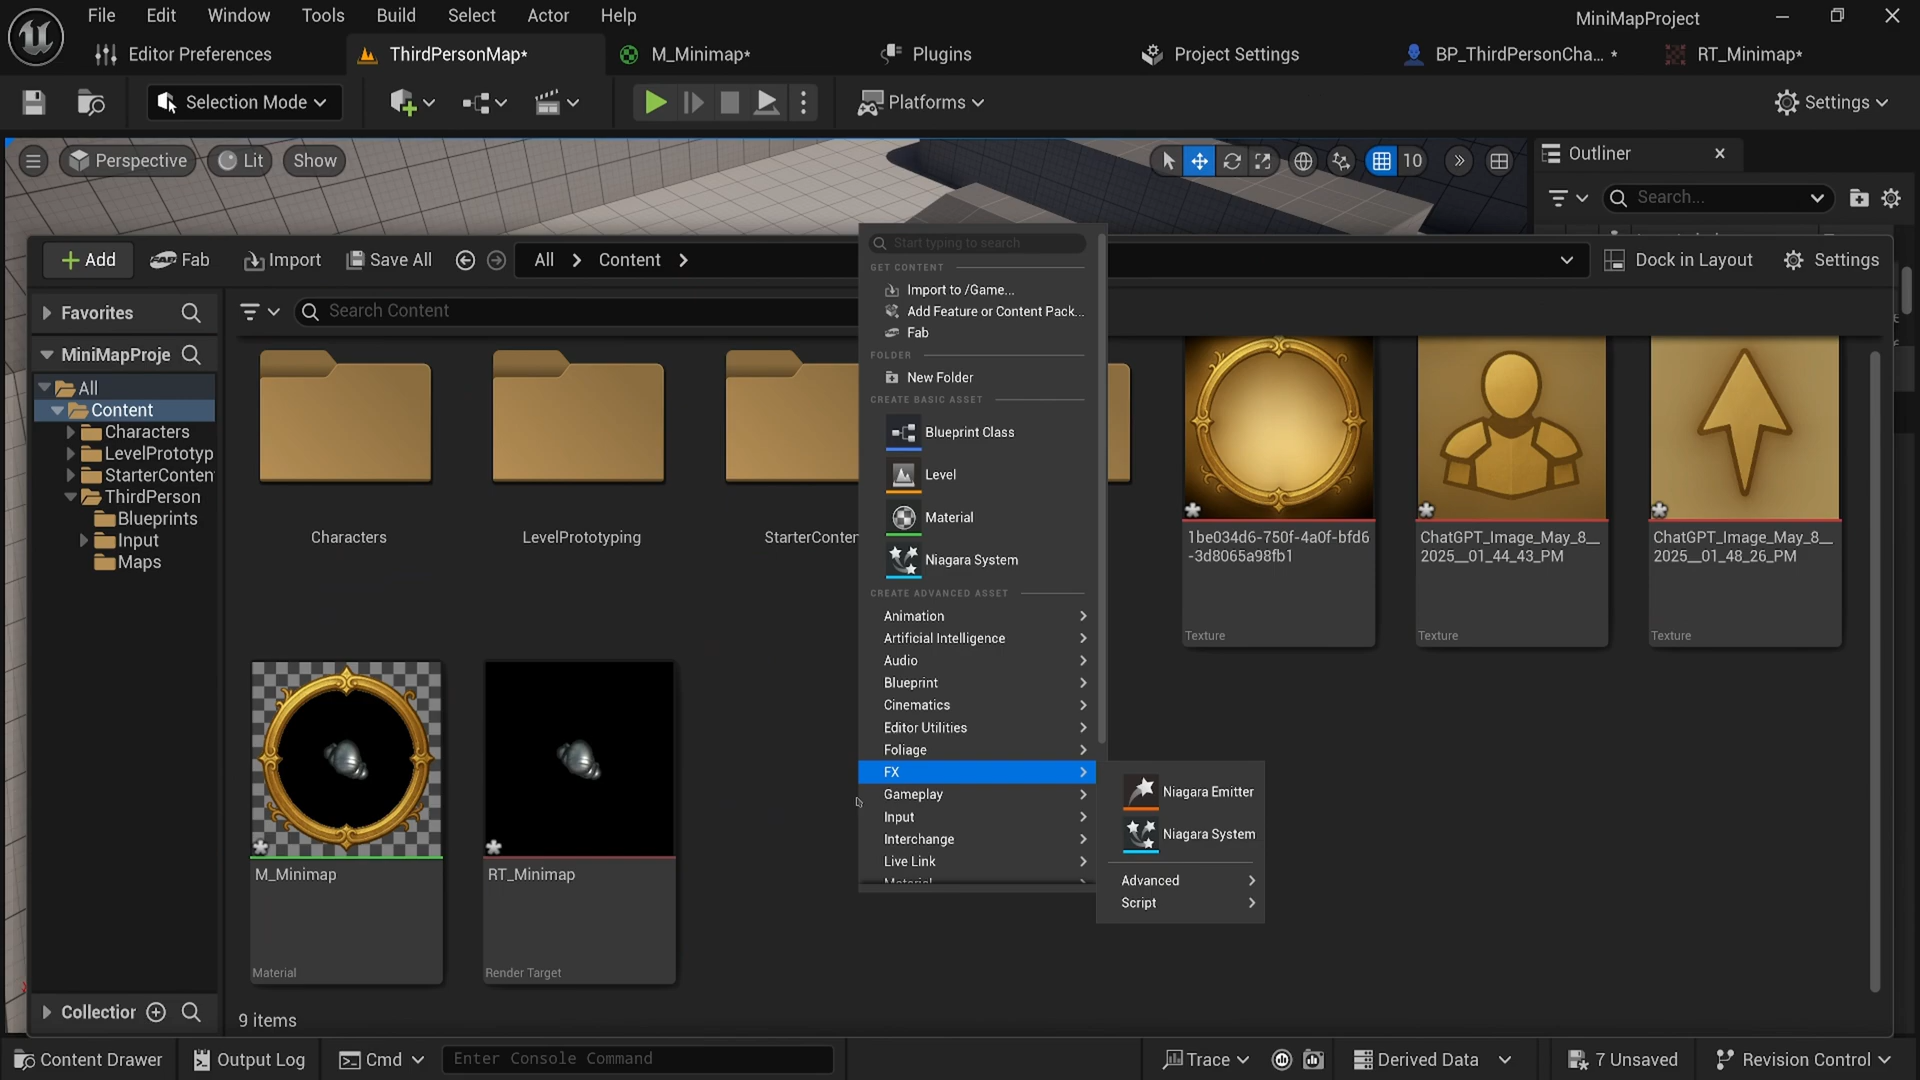 File Edit Window Tools Build Select Actor Help
MiniMapProject
Editor Preferences
ThirdPersonMap*
M_Minimap*
Plugins
Project Settings
BP_ThirdPersonCha... *
RT_Minimap*
Selection Mode
Platforms
Settings
Perspective
Lit
Show
10
Outliner
Search...
Add
Fab
Import
Save All
All
Content
Dock in Layout
Settings
Favorites
Search Content
MiniMapProje
All
Content
Characters
LevelPrototyp
StarterConten
ThirdPerson
Blueprints
Input
Maps
Collection
Characters
LevelPrototyping
StarterConten
1be034d6-750f-4a0f-bfd6
-3d8065a98fb1
Texture
ChatGPT_Image_May_8__
2025__01_44_43_PM
Texture
ChatGPT_Image_May_8__
2025__01_48_26_PM
Texture
M_Minimap
Material
RT_Minimap
Render Target
9 items
Start typing to search
GET CONTENT
Import to /Game...
Add Feature or Content Pack...
Fab
FOLDER
New Folder
CREATE BASIC ASSET
Blueprint Class
Level
Material
Niagara System
CREATE ADVANCED ASSET
Animation
Artificial Intelligence
Audio
Blueprint
Cinematics
Editor Utilities
Foliage
FX
Gameplay
Input
Interchange
Live Link
Material
Niagara Emitter
Niagara System
Advanced
Script
Content Drawer
Output Log
Cmd
Enter Console Command
Trace
Derived Data
7 Unsaved
Revision Control